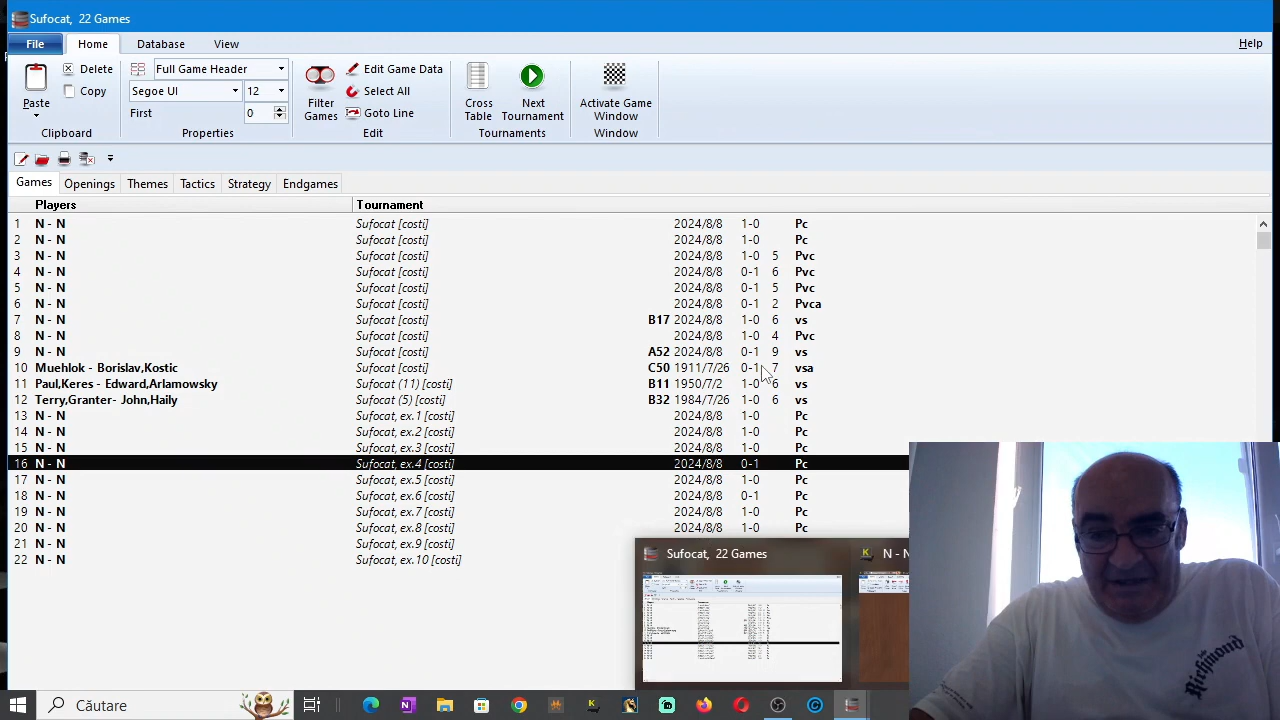 Sufocat, 22 Games
File Home Database View Help
Paste Delete Copy Clipboard
Full Game Header Segoe UI 12 First 0 Properties
Filter Games Edit Game Data Select All Goto Line Edit
Cross Table Next Tournament Tournaments
Activate Game Window Window
Games Openings Themes Tactics Strategy Endgames
Players Tournament
1 N - N Sufocat [costi] 2024/8/8 1-0 Pc
2 N - N Sufocat [costi] 2024/8/8 1-0 Pc
3 N - N Sufocat [costi] 2024/8/8 1-0 5 Pvc
4 N - N Sufocat [costi] 2024/8/8 0-1 6 Pvc
5 N - N Sufocat [costi] 2024/8/8 0-1 5 Pvc
6 N - N Sufocat [costi] 2024/8/8 0-1 2 Pvca
7 N - N Sufocat [costi] B17 2024/8/8 1-0 6 vs
8 N - N Sufocat [costi] 2024/8/8 1-0 4 Pvc
9 N - N Sufocat [costi] A52 2024/8/8 0-1 9 vs
10 Muehlok - Borislav,Kostic Sufocat [costi] C50 1911/7/26 0-1 7 vsa
11 Paul,Keres - Edward,Arlamowsky Sufocat (11) [costi] B11 1950/7/2 1-0 6 vs
12 Terry,Granter- John,Haily Sufocat (5) [costi] B32 1984/7/26 1-0 6 vs
13 N - N Sufocat, ex.1 [costi] 2024/8/8 1-0 Pc
14 N - N Sufocat, ex.2 [costi] 2024/8/8 1-0 Pc
15 N - N Sufocat, ex.3 [costi] 2024/8/8 1-0 Pc
16 N - N Sufocat, ex.4 [costi] 2024/8/8 0-1 Pc
17 N - N Sufocat, ex.5 [costi] 2024/8/8 1-0 Pc
18 N - N Sufocat, ex.6 [costi] 2024/8/8 0-1 Pc
19 N - N Sufocat, ex.7 [costi] 2024/8/8 1-0 Pc
20 N - N Sufocat, ex.8 [costi] 2024/8/8 1-0 Pc
21 N - N Sufocat, ex.9 [costi]
22 N - N Sufocat, ex.10 [costi]
Sufocat, 22 Games N - N
Richmond
Căutare